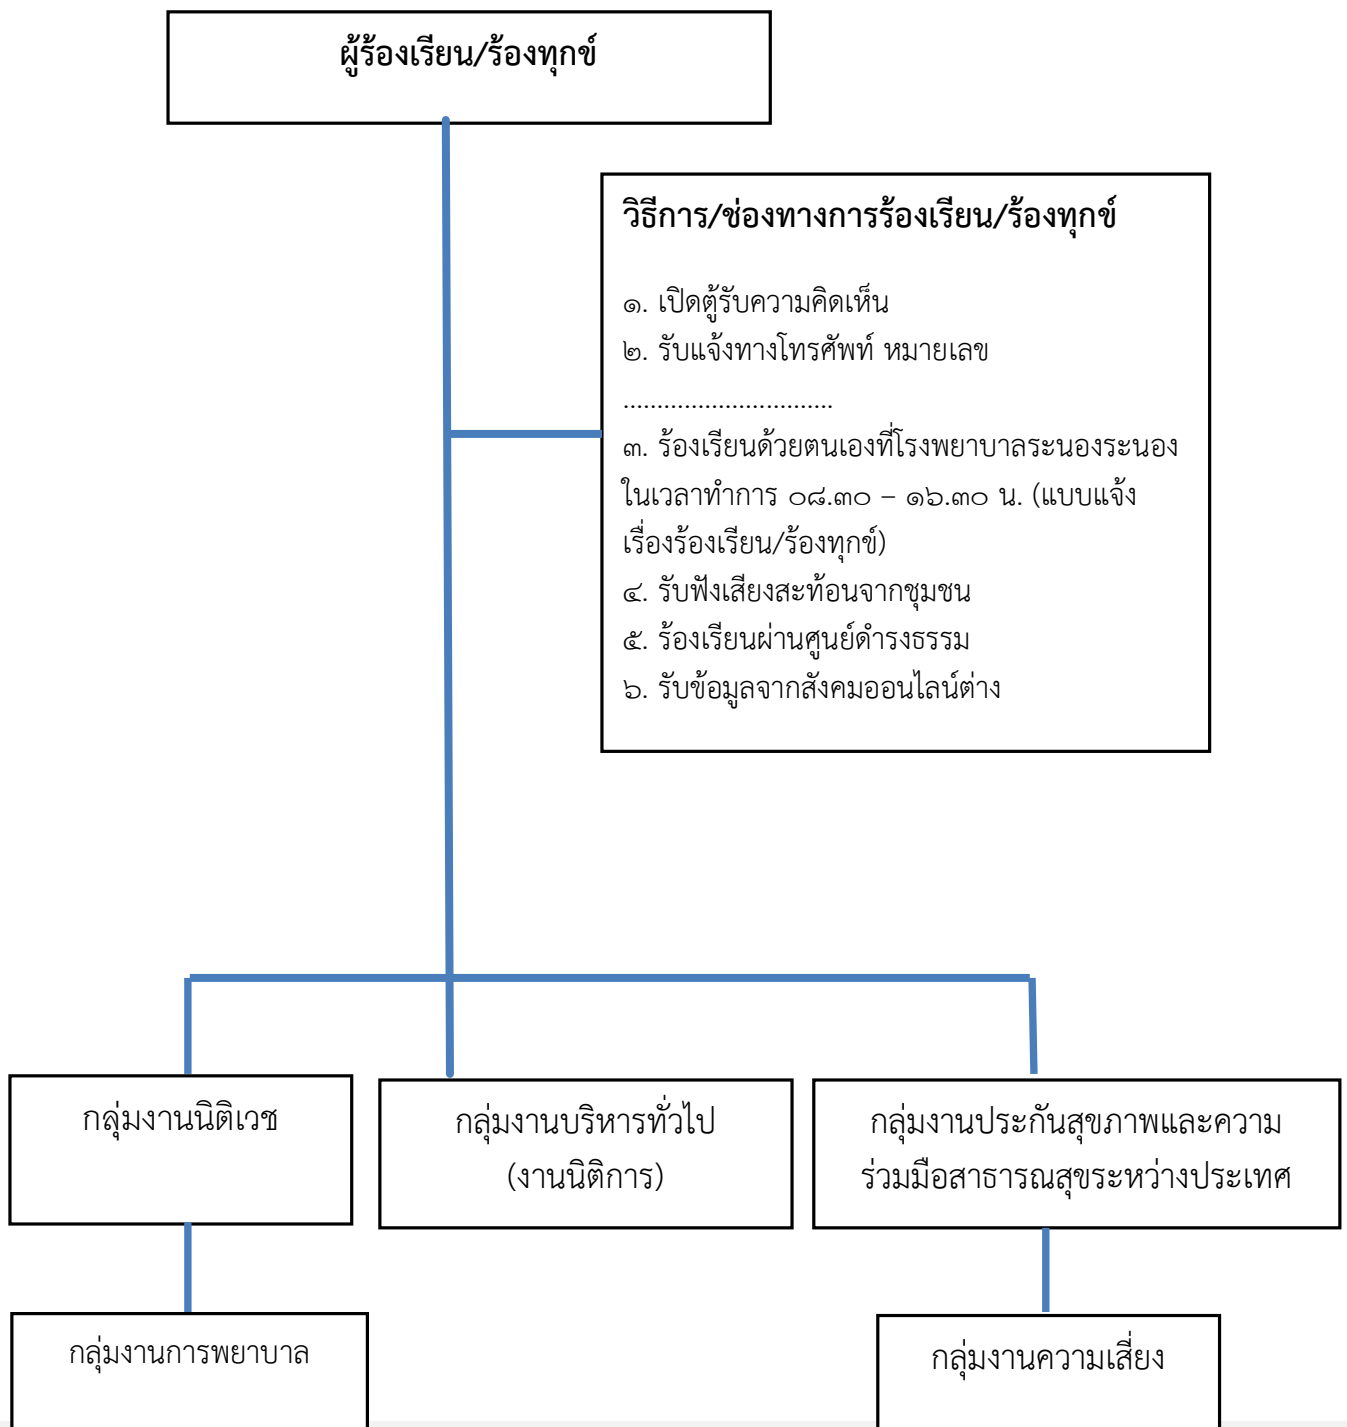 ผู้ร้องเรียน/ร้องทุกข์
วิธีการ/ช่องทางการร้องเรียน/ร้องทุกข์
๑. เปิดตู้รับความคิดเห็น
๒. รับแจ้งทางโทรศัพท์ หมายเลข
...............................
๓. ร้องเรียนด้วยตนเองที่โรงพยาบาลระนองระนอง
ในเวลาทำการ ๐๘.๓๐ – ๑๖.๓๐ น. (แบบแจ้ง
เรื่องร้องเรียน/ร้องทุกข์)
๔. รับฟังเสียงสะท้อนจากชุมชน
๕. ร้องเรียนผ่านศูนย์ดำรงธรรม
๖. รับข้อมูลจากสังคมออนไลน์ต่าง
กลุ่มงานนิติเวช
กลุ่มงานบริหารทั่วไป
(งานนิติการ)
กลุ่มงานประกันสุขภาพและความ
ร่วมมือสาธารณสุขระหว่างประเทศ
กลุ่มงานการพยาบาล
กลุ่มงานความเสี่ยง